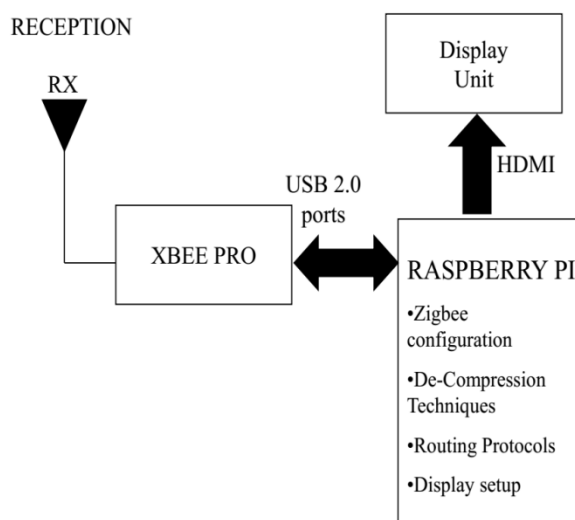 RECEPTION
RX
Display
Unit
HDMI
USB 2.0
ports
XBEE PRO
RASPBERRY PI
•Zigbee
configuration
•De-Compression
Techniques
•Routing Protocols
•Display setup